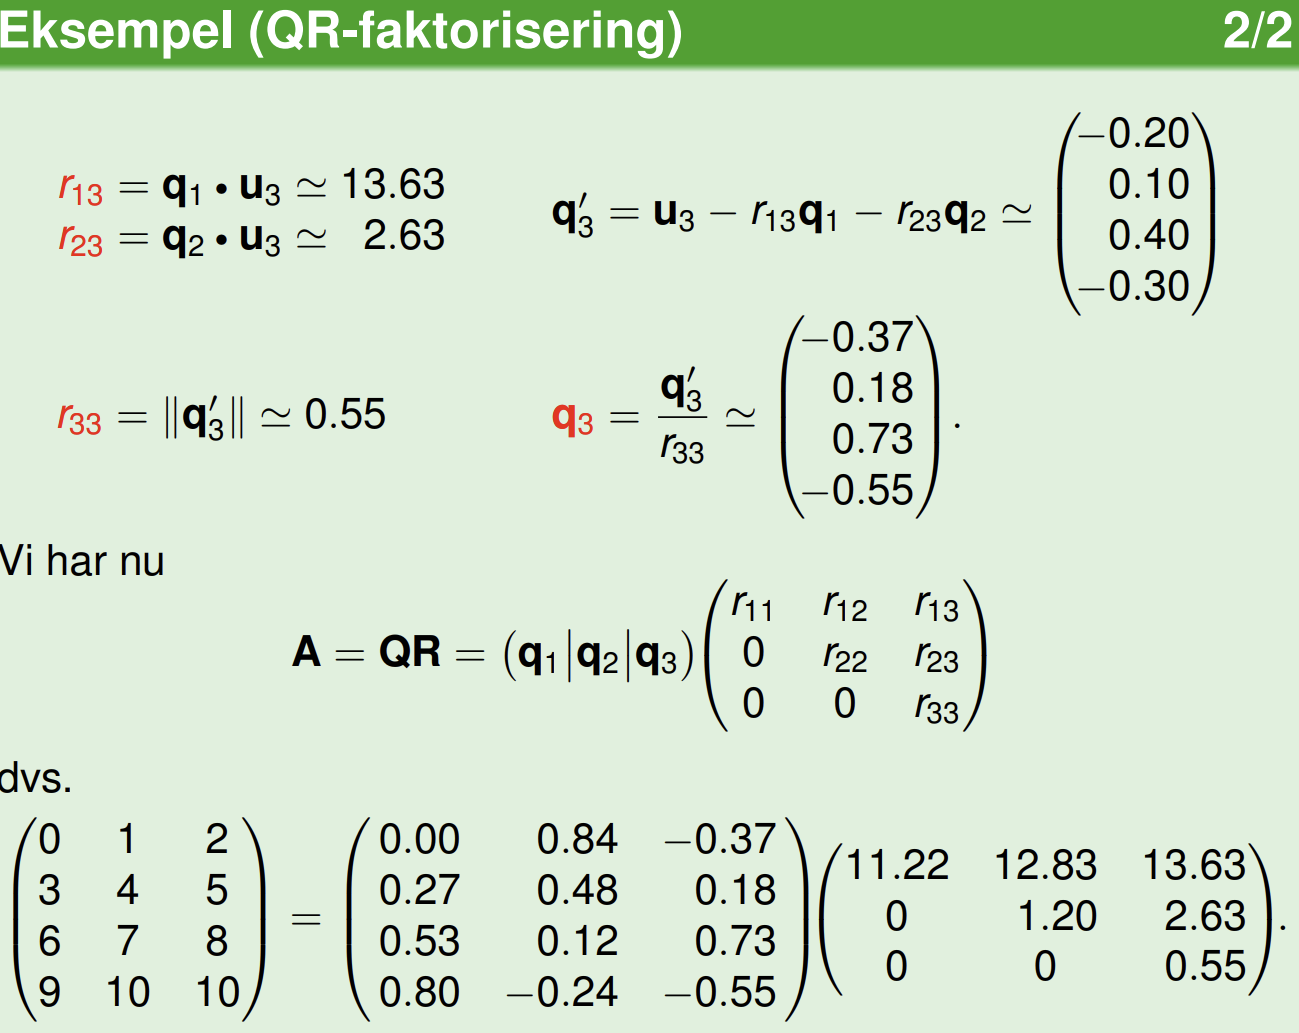 Eksempel (QR-faktorisering) 2/2
r₁₃ = q₁ • u₃ ≃ 13.63
r₂₃ = q₂ • u₃ ≃ 2.63
q′₃ = u₃ − r₁₃q₁ − r₂₃q₂ ≃ (−0.20
0.10
0.40
−0.30)
r₃₃ = ‖q′₃‖ ≃ 0.55
q₃ = q′₃ / r₃₃ ≃ (−0.37
0.18
0.73
−0.55).
Vi har nu
A = QR = (q₁|q₂|q₃) (r₁₁ r₁₂ r₁₃
0 r₂₂ r₂₃
0 0 r₃₃)
dvs.
(0 1 2
3 4 5
6 7 8
9 10 10)
=
(0.00 0.84 −0.37
0.27 0.48 0.18
0.53 0.12 0.73
0.80 −0.24 −0.55)
(11.22 12.83 13.63
0 1.20 2.63
0 0 0.55).